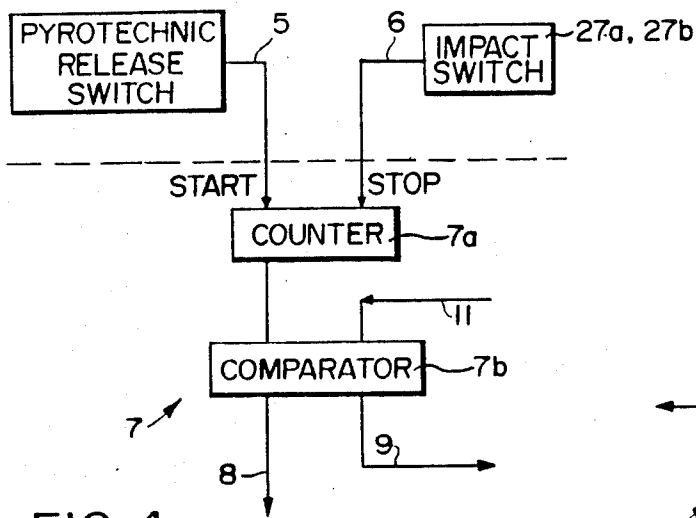 PYROTECHNIC
RELEASE
SWITCH
5
6
IMPACT
SWITCH
27a, 27b
START
STOP
COUNTER
7a
11
COMPARATOR
7b
7
8
9